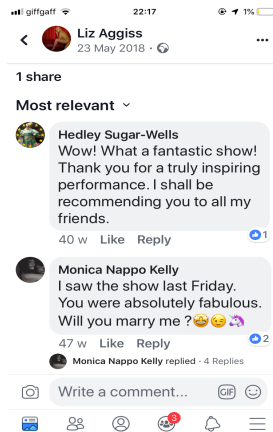 giffgaff 22:17 1%
Liz Aggiss
23 May 2018 ·
1 share
Most relevant
Hedley Sugar-Wells
Wow! What a fantastic show!
Thank you for a truly inspiring
performance. I shall be
recommending you to all my
friends.
40 w Like Reply 1
Monica Nappo Kelly
I saw the show last Friday.
You were absolutely fabulous.
Will you marry me ?🤩😉🦄
47 w Like Reply 2
Monica Nappo Kelly replied · 4 Replies
Write a comment... GIF
3